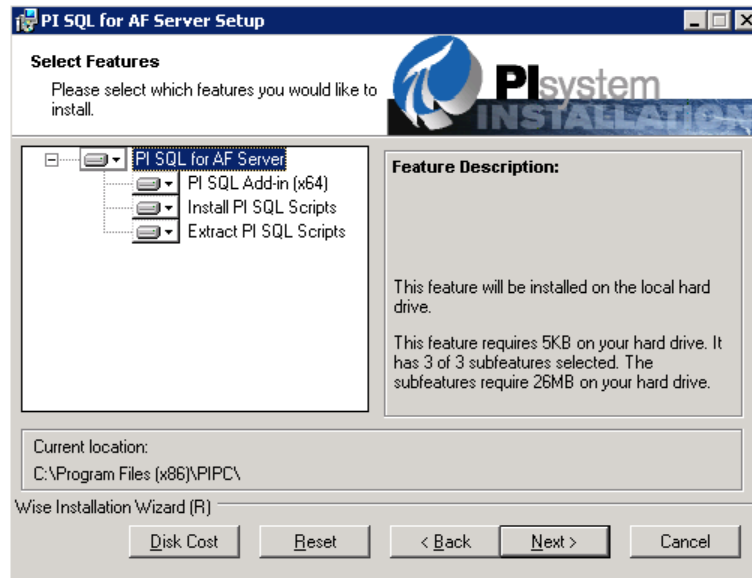 PI SQL for AF Server Setup
Select Features
Please select which features you would like to
install.
PIsystem
INSTALLATION
PI SQL for AF Server
PI SQL Add-in (x64)
Install PI SQL Scripts
Extract PI SQL Scripts
Feature Description:
This feature will be installed on the local hard
drive.
This feature requires 5KB on your hard drive. It
has 3 of 3 subfeatures selected. The
subfeatures require 26MB on your hard drive.
Current location:
C:\Program Files (x86)\PIPC\
Wise Installation Wizard (R)
Disk Cost
Reset
< Back
Next >
Cancel